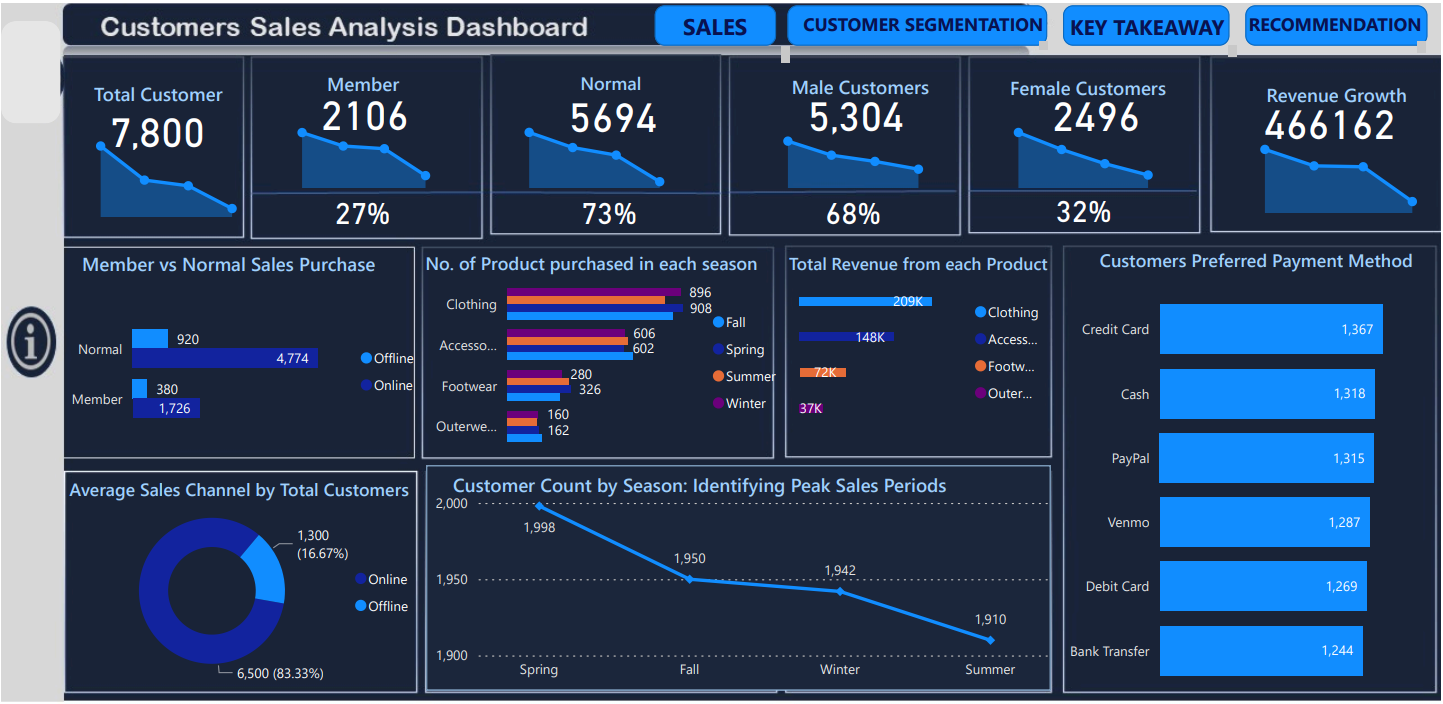 Customers Sales Analysis Dashboard
SALES
CUSTOMER SEGMENTATION
KEY TAKEAWAY
RECOMMENDATION
Total Customer
7,800
Member
2106
27%
Normal
5694
73%
Male Customers
5,304
68%
Female Customers
2496
32%
Revenue Growth
466162
Member vs Normal Sales Purchase
Normal
920
4,774
Member
380
1,726
Offline
Online
No. of Product purchased in each season
Clothing
896
908
Accesso...
606
602
Footwear
280
326
Outerwe...
160
162
Fall
Spring
Summer
Winter
Total Revenue from each Product
209K
148K
72K
37K
Clothing
Access...
Footw...
Outer...
Customers Preferred Payment Method
Credit Card
1,367
Cash
1,318
PayPal
1,315
Venmo
1,287
Debit Card
1,269
Bank Transfer
1,244
Average Sales Channel by Total Customers
1,300
(16.67%)
6,500 (83.33%)
Online
Offline
Customer Count by Season: Identifying Peak Sales Periods
2,000
1,950
1,900
1,998
1,950
1,942
1,910
Spring
Fall
Winter
Summer